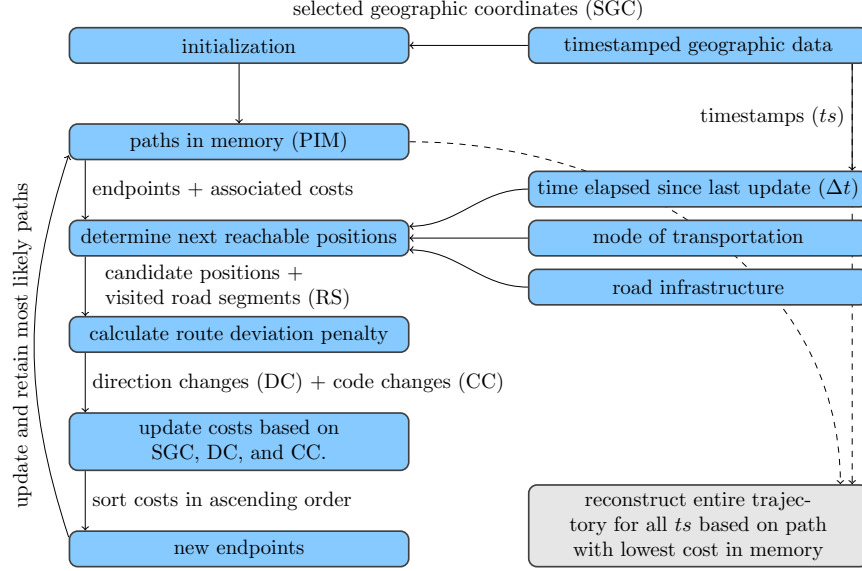 selected geographic coordinates (SGC)
initialization
timestamped geographic data
timestamps (ts)
paths in memory (PIM)
endpoints + associated costs
time elapsed since last update (Δt)
determine next reachable positions
mode of transportation
candidate positions +
visited road segments (RS)
road infrastructure
calculate route deviation penalty
direction changes (DC) + code changes (CC)
update costs based on
SGC, DC, and CC.
sort costs in ascending order
new endpoints
update and retain most likely paths
reconstruct entire trajec-
tory for all ts based on path
with lowest cost in memory